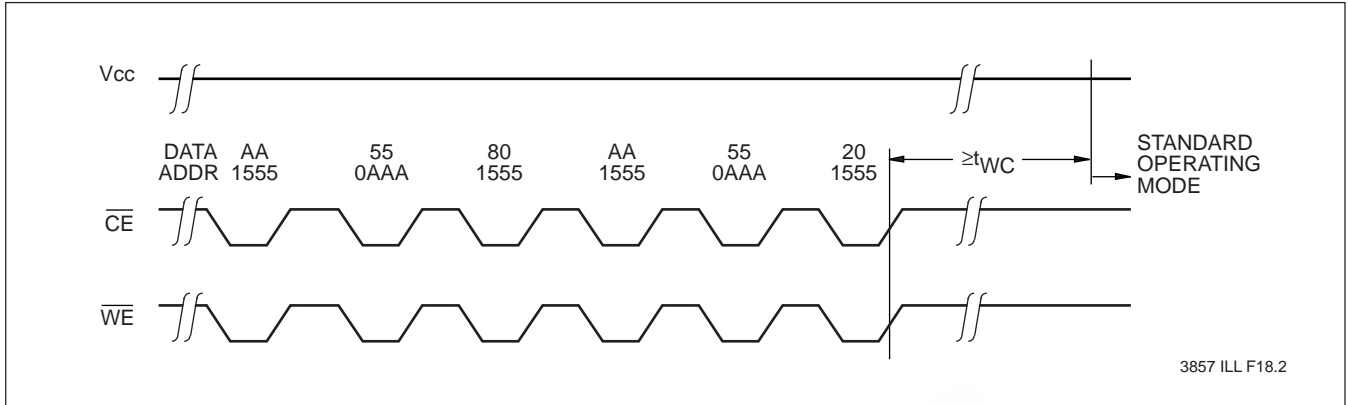 Vcc
DATA AA 55 80 AA 55 20
ADDR 1555 0AAA 1555 1555 0AAA 1555
≥tWC
STANDARD
OPERATING
MODE
CE
WE
3857 ILL F18.2